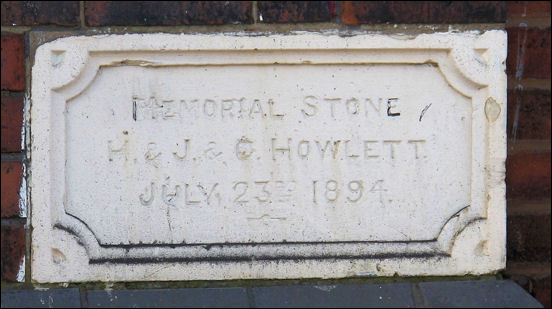 MEMORIAL STONE
H. & J. & C. HOWLETT.
JULY, 23RD 1894.